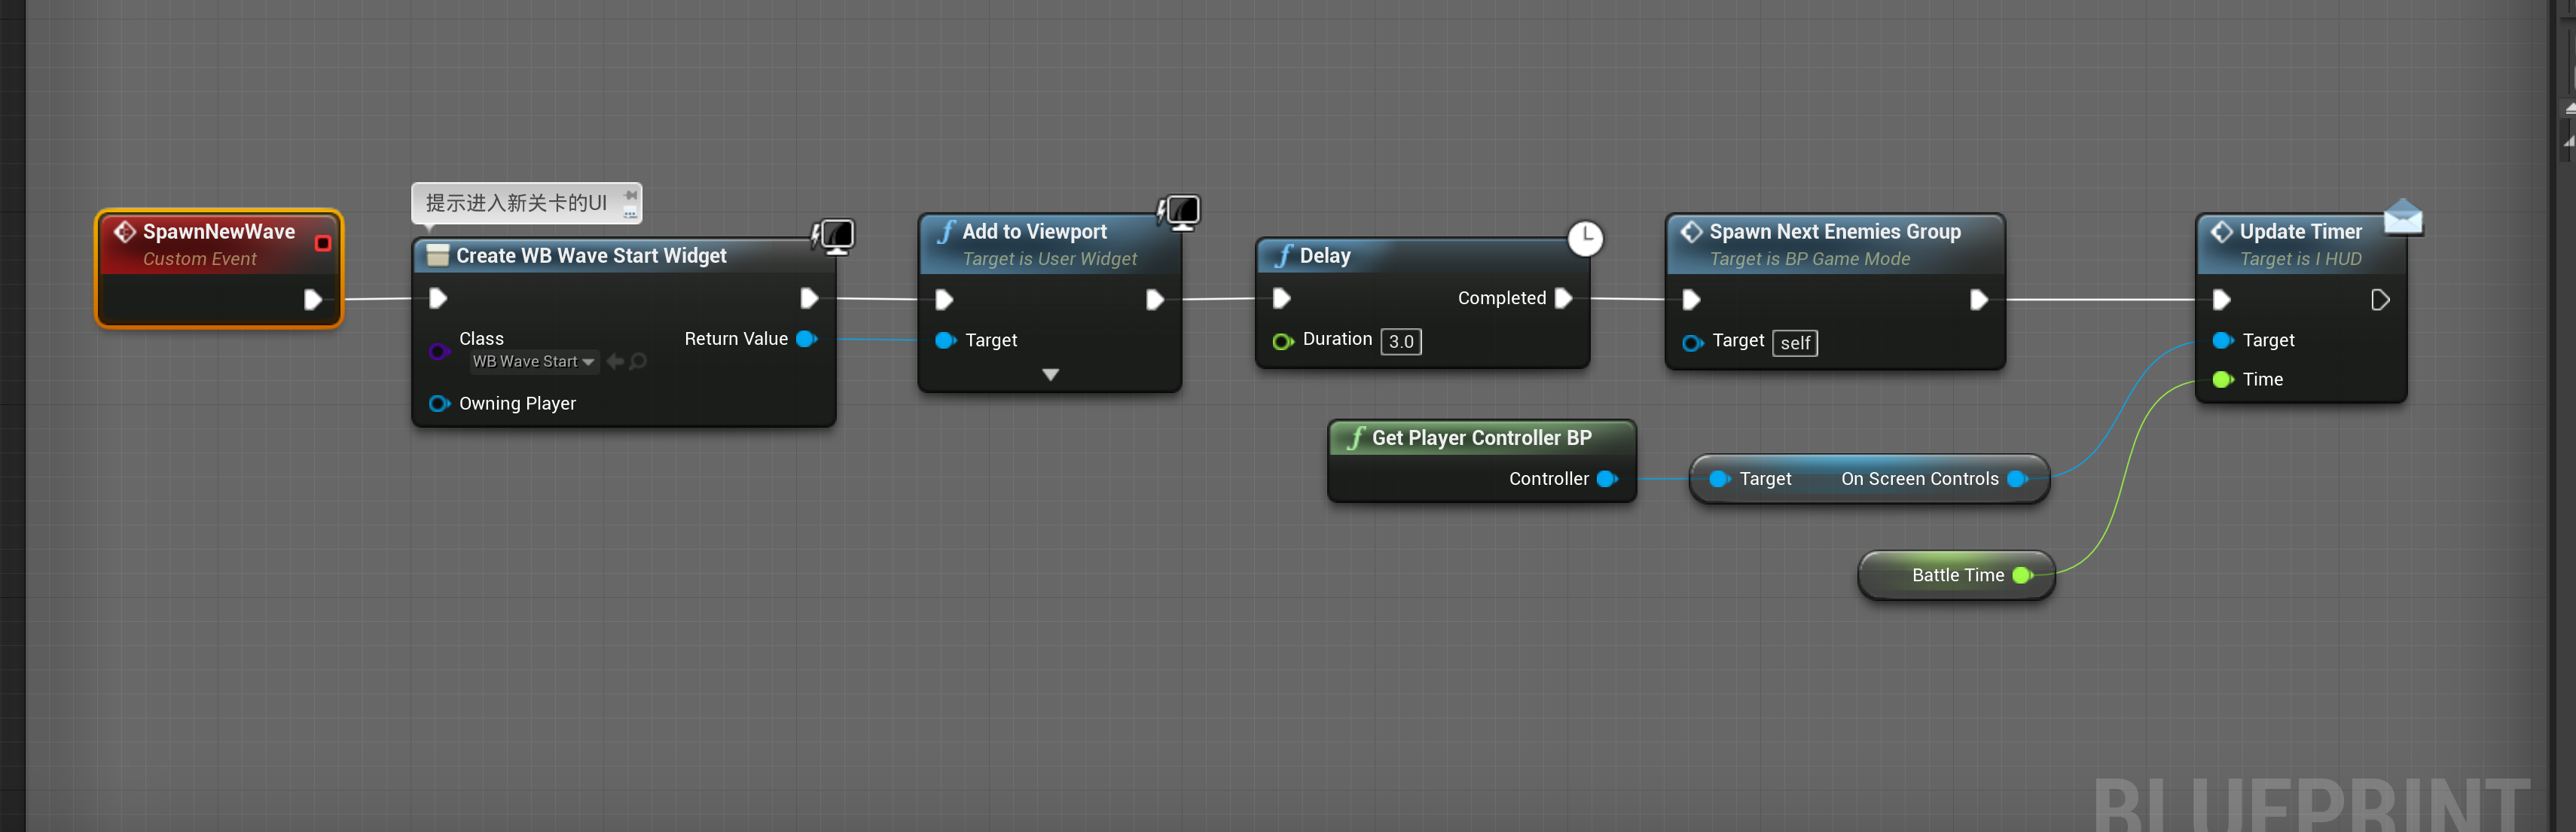 SpawnNewWave
Custom Event
提示进入新关卡的UI
Create WB Wave Start Widget
Class
WB Wave Start
Return Value
Owning Player
Add to Viewport
Target is User Widget
Target
Delay
Completed
Duration 3.0
Spawn Next Enemies Group
Target is BP Game Mode
Target self
Update Timer
Target is I HUD
Target
Time
Get Player Controller BP
Controller
Target On Screen Controls
Battle Time
BLUEPRINT